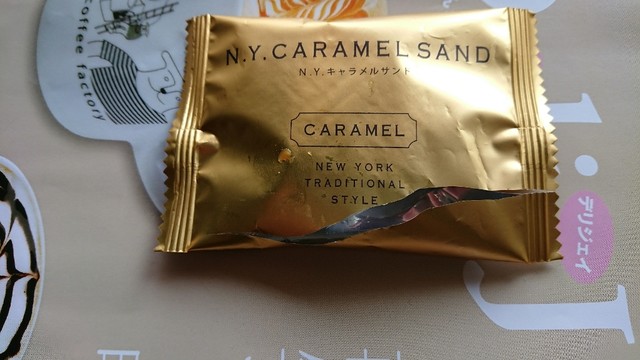 coffee factory
N.Y. CARAMEL SAND
N.Y.キャラメルサンド
CARAMEL
NEW YORK
TRADITIONAL
STYLE
デリジェイ